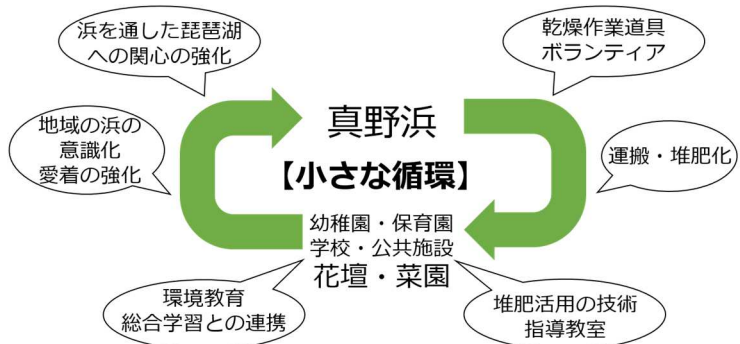 浜を通した琵琶湖
への関心の強化
乾燥作業道具
ボランティア
真野浜
地域の浜の
意識化
愛着の強化
運搬・堆肥化
【小さな循環】
幼稚園・保育園
学校・公共施設
花壇・菜園
環境教育
総合学習との連携
堆肥活用の技術
指導教室